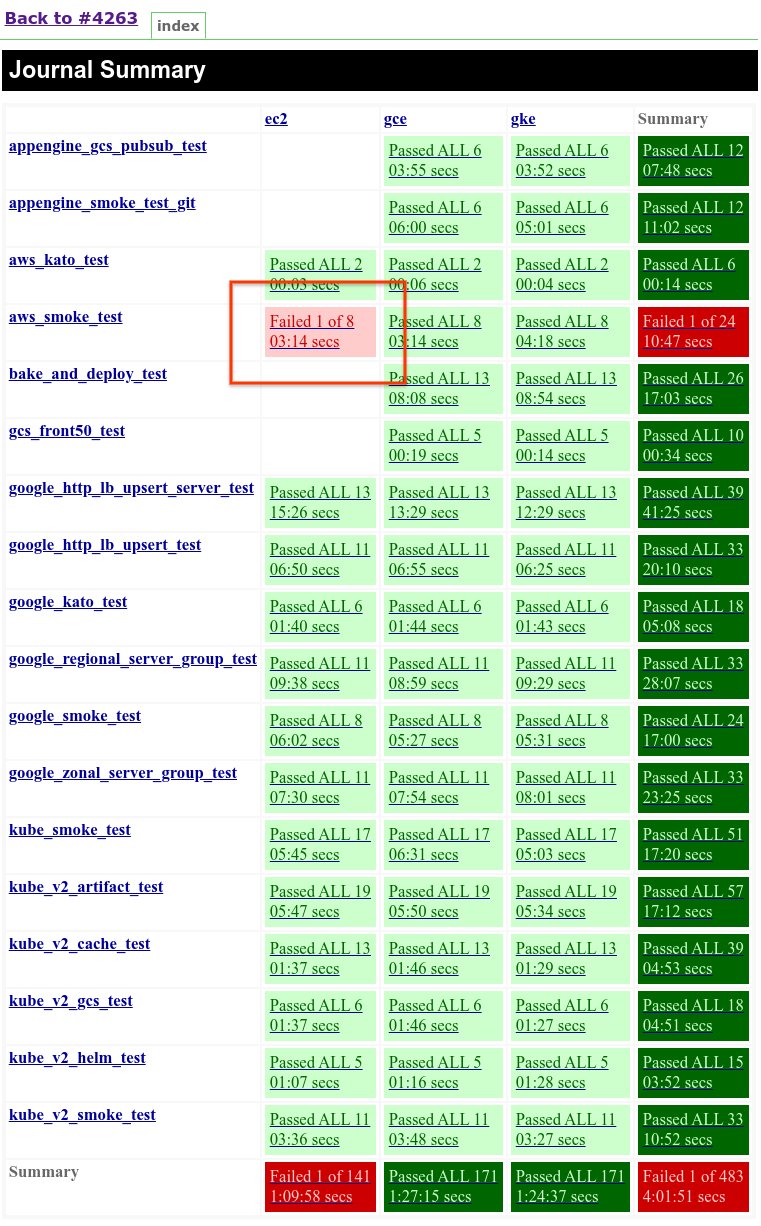 Back to #4263 index
Journal Summary
ec2 gce gke Summary
appengine_gcs_pubsub_test Passed ALL 6 Passed ALL 6 Passed ALL 12
03:55 secs 03:52 secs 07:48 secs
appengine_smoke_test_git Passed ALL 6 Passed ALL 6 Passed ALL 12
06:00 secs 05:01 secs 11:02 secs
aws_kato_test Passed ALL 2 Passed ALL 2 Passed ALL 2 Passed ALL 6
00:03 secs 00:06 secs 00:04 secs 00:14 secs
aws_smoke_test Failed 1 of 8 Passed ALL 8 Passed ALL 8 Failed 1 of 24
03:14 secs 03:14 secs 04:18 secs 10:47 secs
bake_and_deploy_test Passed ALL 13 Passed ALL 13 Passed ALL 26
08:08 secs 08:54 secs 17:03 secs
gcs_front50_test Passed ALL 5 Passed ALL 5 Passed ALL 10
00:19 secs 00:14 secs 00:34 secs
google_http_lb_upsert_server_test Passed ALL 13 Passed ALL 13 Passed ALL 13 Passed ALL 39
15:26 secs 13:29 secs 12:29 secs 41:25 secs
google_http_lb_upsert_test Passed ALL 11 Passed ALL 11 Passed ALL 11 Passed ALL 33
06:50 secs 06:55 secs 06:25 secs 20:10 secs
google_kato_test Passed ALL 6 Passed ALL 6 Passed ALL 6 Passed ALL 18
01:40 secs 01:44 secs 01:43 secs 05:08 secs
google_regional_server_group_test Passed ALL 11 Passed ALL 11 Passed ALL 11 Passed ALL 33
09:38 secs 08:59 secs 09:29 secs 28:07 secs
google_smoke_test Passed ALL 8 Passed ALL 8 Passed ALL 8 Passed ALL 24
06:02 secs 05:27 secs 05:31 secs 17:00 secs
google_zonal_server_group_test Passed ALL 11 Passed ALL 11 Passed ALL 11 Passed ALL 33
07:30 secs 07:54 secs 08:01 secs 23:25 secs
kube_smoke_test Passed ALL 17 Passed ALL 17 Passed ALL 17 Passed ALL 51
05:45 secs 06:31 secs 05:03 secs 17:20 secs
kube_v2_artifact_test Passed ALL 19 Passed ALL 19 Passed ALL 19 Passed ALL 57
05:47 secs 05:50 secs 05:34 secs 17:12 secs
kube_v2_cache_test Passed ALL 13 Passed ALL 13 Passed ALL 13 Passed ALL 39
01:37 secs 01:46 secs 01:29 secs 04:53 secs
kube_v2_gcs_test Passed ALL 6 Passed ALL 6 Passed ALL 6 Passed ALL 18
01:37 secs 01:46 secs 01:27 secs 04:51 secs
kube_v2_helm_test Passed ALL 5 Passed ALL 5 Passed ALL 5 Passed ALL 15
01:07 secs 01:16 secs 01:28 secs 03:52 secs
kube_v2_smoke_test Passed ALL 11 Passed ALL 11 Passed ALL 11 Passed ALL 33
03:36 secs 03:48 secs 03:27 secs 10:52 secs
Summary Failed 1 of 141 Passed ALL 171 Passed ALL 171 Failed 1 of 483
1:09:58 secs 1:27:15 secs 1:24:37 secs 4:01:51 secs